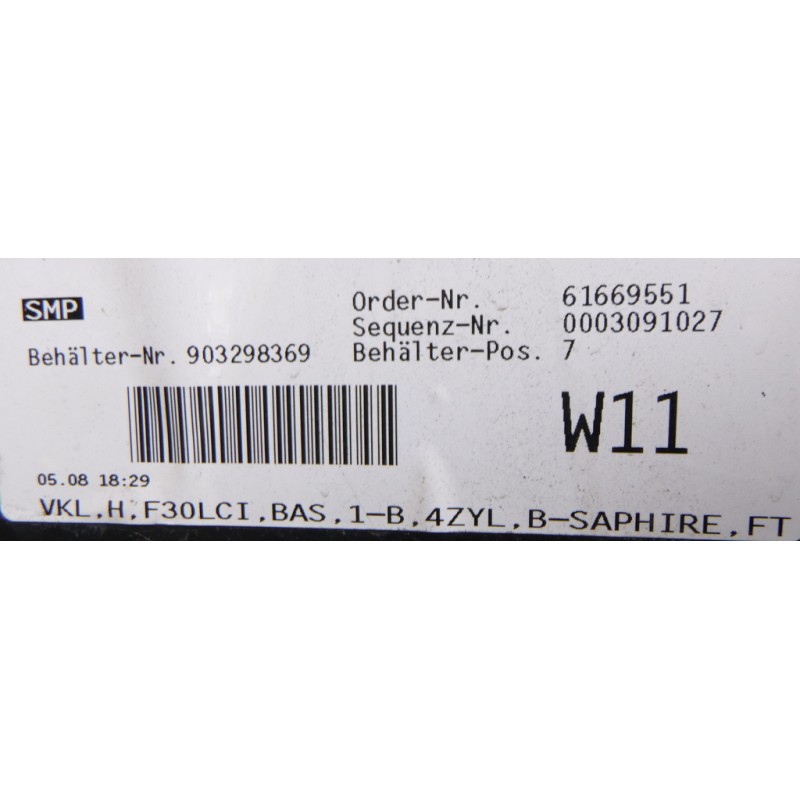 SMP
Order-Nr. 61669551
Sequenz-Nr. 0003091027
Behälter-Nr. 903298369 Behälter-Pos. 7
W11
05.08 18:29
VKL,H,F30LCI,BAS,1-B,4ZYL,B-SAPHIRE,FT